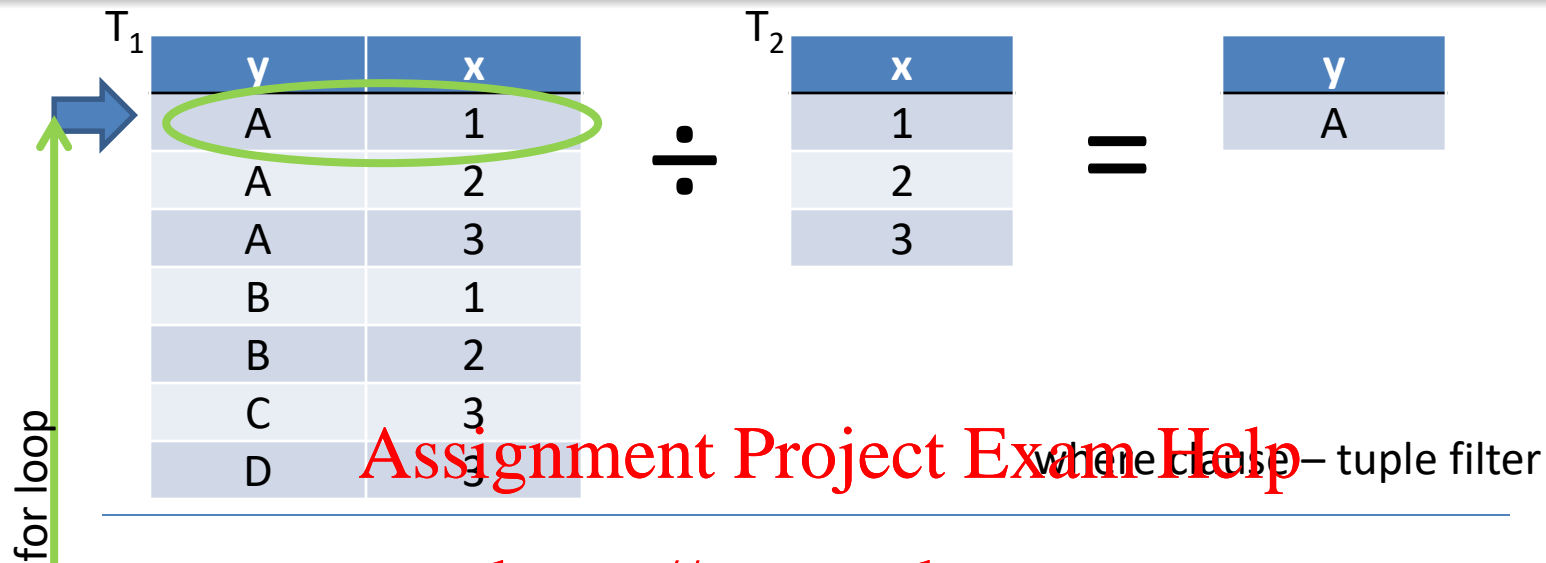 T1
y x
A 1
A 2
A 3
B 1
B 2
C 3
D 3
÷
T2
x
1
2
3
=
y
A
Assignment Project Exam Help
where clause – tuple filter
for loop